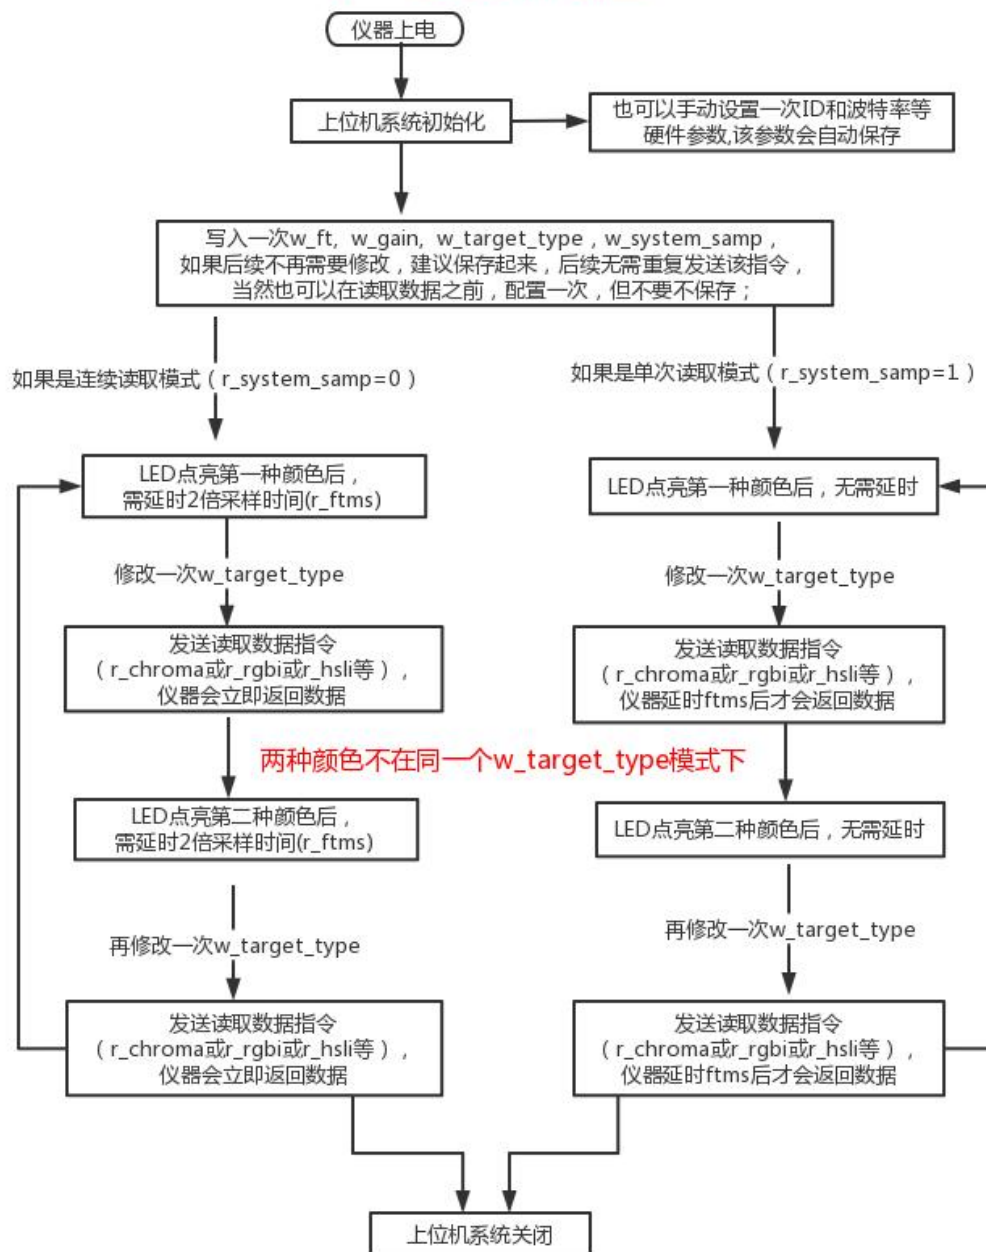 仪器上电
上位机系统初始化
也可以手动设置一次ID和波特率等
硬件参数,该参数会自动保存
写入一次w_ft, w_gain, w_target_type，w_system_samp，
如果后续不再需要修改，建议保存起来，后续无需重复发送该指令，
当然也可以在读取数据之前，配置一次，但不要不保存；
如果是连续读取模式（r_system_samp=0）
如果是单次读取模式（r_system_samp=1）
LED点亮第一种颜色后，
需延时2倍采样时间(r_ftms)
LED点亮第一种颜色后，无需延时
修改一次w_target_type
修改一次w_target_type
发送读取数据指令
（r_chroma或r_rgbi或r_hsli等），
仪器会立即返回数据
发送读取数据指令
（r_chroma或r_rgbi或r_hsli等），
仪器延时ftms后才会返回数据
两种颜色不在同一个w_target_type模式下
LED点亮第二种颜色后，
需延时2倍采样时间(r_ftms)
LED点亮第二种颜色后，无需延时
再修改一次w_target_type
再修改一次w_target_type
发送读取数据指令
（r_chroma或r_rgbi或r_hsli等），
仪器会立即返回数据
发送读取数据指令
（r_chroma或r_rgbi或r_hsli等），
仪器延时ftms后才会返回数据
上位机系统关闭